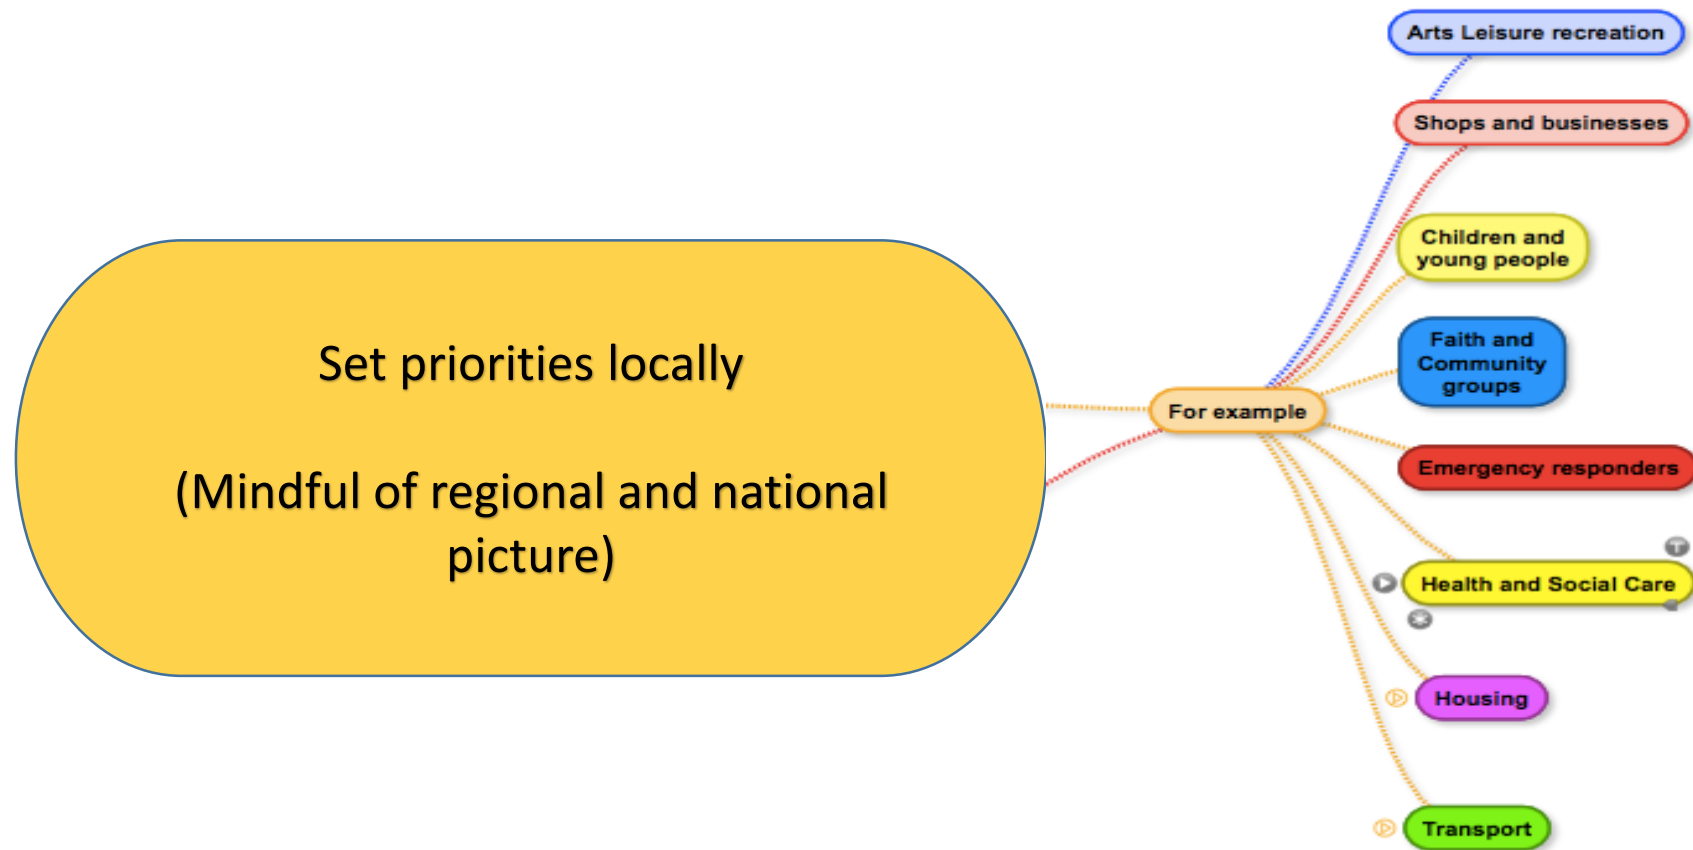 Set priorities locally
(Mindful of regional and national
picture)
For example
Arts Leisure recreation
Shops and businesses
Children and
young people
Faith and
Community
groups
Emergency responders
Health and Social Care
Housing
Transport